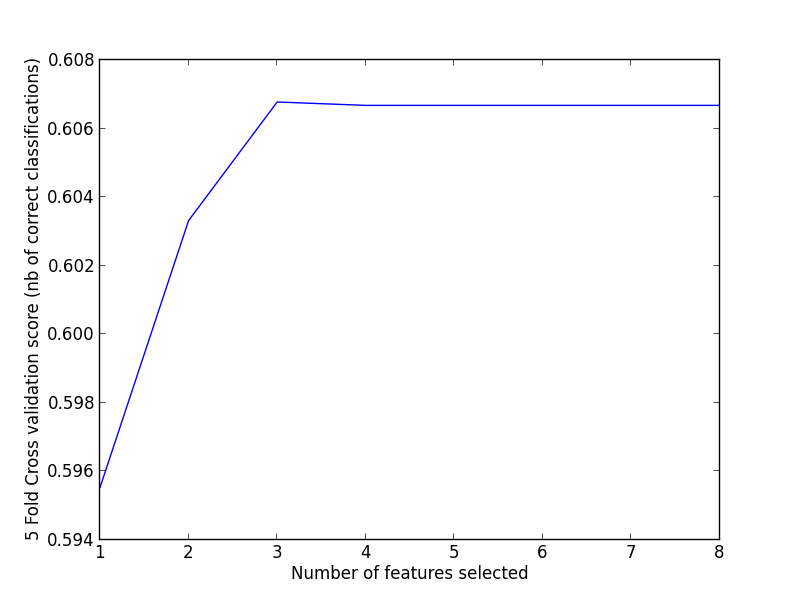 5 Fold Cross validation score (nb of correct classifications)
0.608
0.606
0.604
0.602
0.600
0.598
0.596
0.594
1 2 3 4 5 6 7 8
Number of features selected